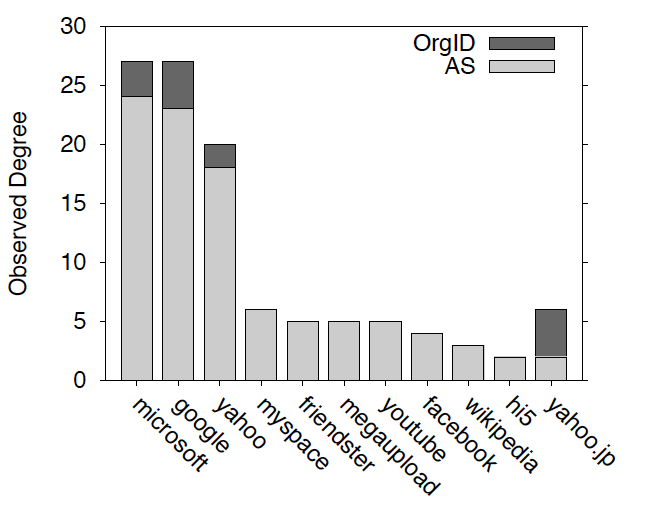 OrgID
AS
Observed Degree
30
25
20
15
10
5
0
microsoft
google
yahoo
myspace
friendster
megaupload
youtube
facebook
wikipedia
hi5
yahoo.jp